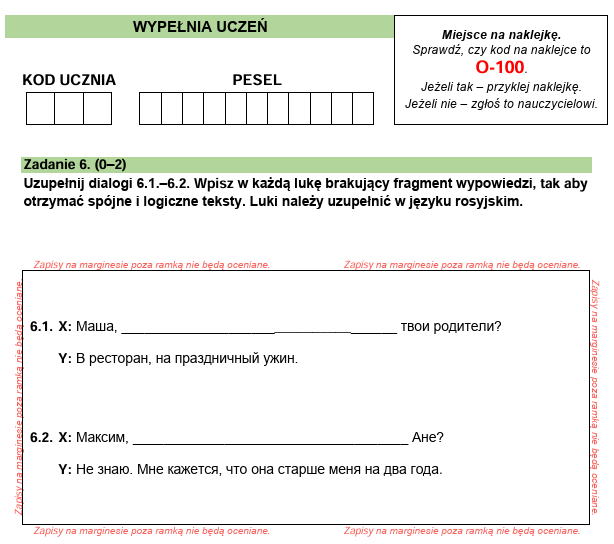 WYPEŁNIA UCZEŃ
KOD UCZNIA
PESEL
Miejsce na naklejkę.
Sprawdź, czy kod na naklejce to
O-100.
Jeżeli tak – przyklej naklejkę.
Jeżeli nie – zgłoś to nauczycielowi.
Zadanie 6. (0–2)
Uzupełnij dialogi 6.1.–6.2. Wpisz w każdą lukę brakujący fragment wypowiedzi, tak aby
otrzymać spójne i logiczne teksty. Luki należy uzupełnić w języku rosyjskim.
Zapisy na marginesie poza ramką nie będą oceniane.
Zapisy na marginesie poza ramką nie będą oceniane.
Zapisy na marginesie poza ramką nie będą oceniane.
Zapisy na marginesie poza ramką nie będą oceniane.
6.1. X: Маша, ____________________________________ твои родители?
Y: В ресторан, на праздничный ужин.
6.2. X: Максим, ____________________________________ Ане?
Y: Не знаю. Мне кажется, что она старше меня на два года.
Zapisy na marginesie poza ramką nie będą oceniane.
Zapisy na marginesie poza ramką nie będą oceniane.